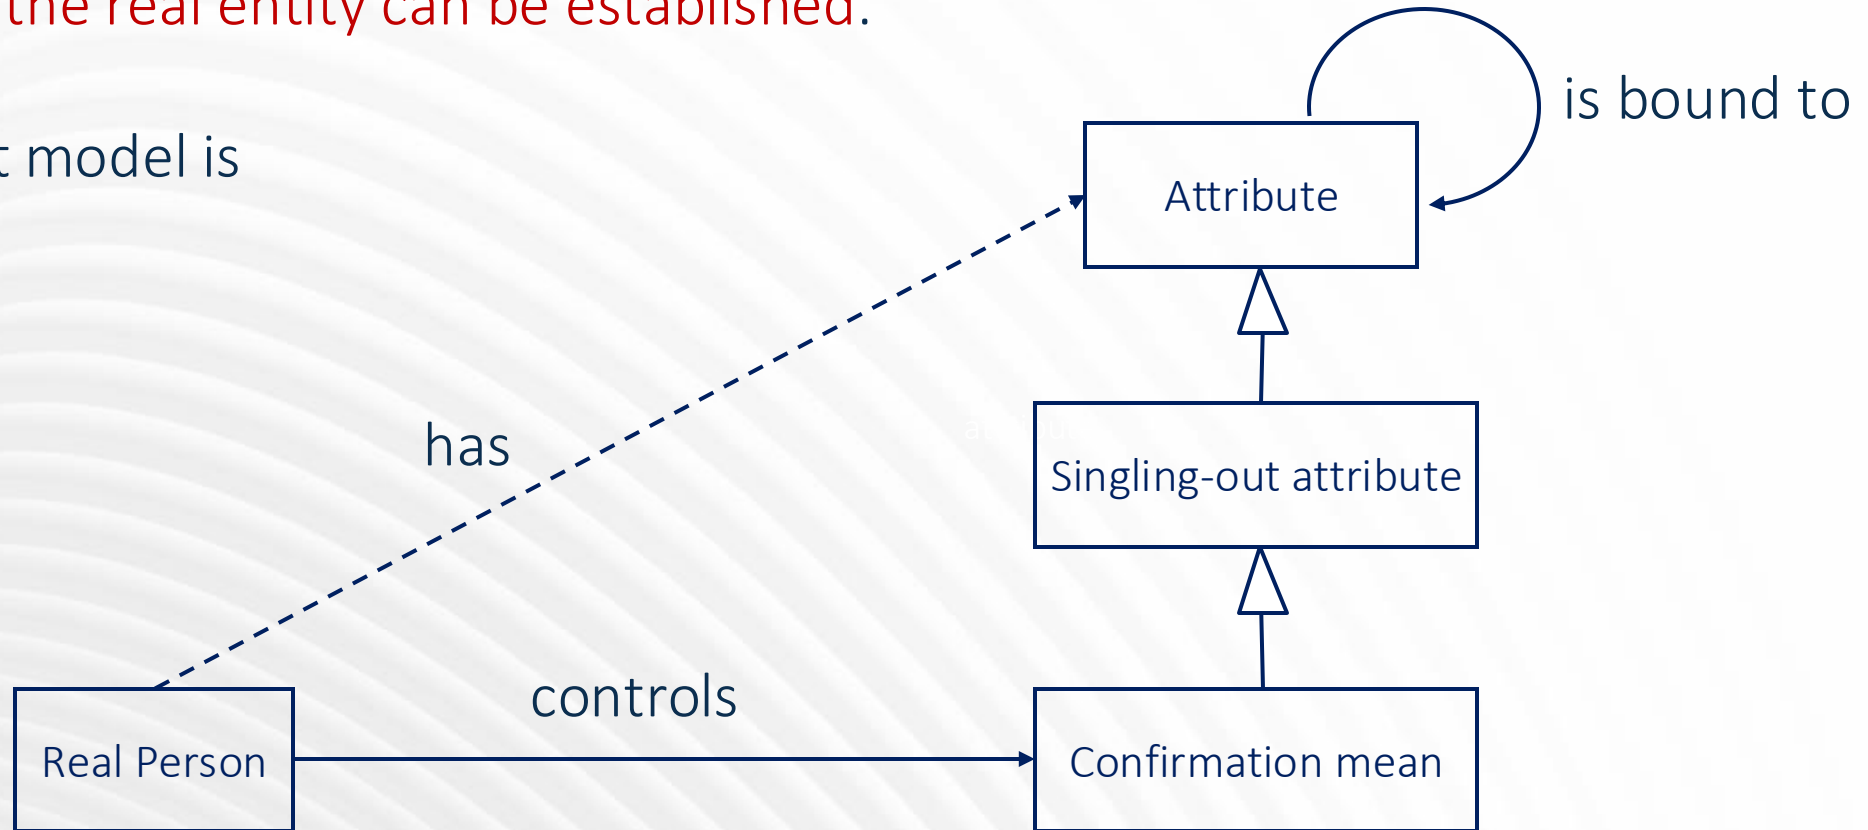 the real entity can be established.
is bound to
t model is
Attribute
has
Singling-out attribute
controls
Real Person
Confirmation mean